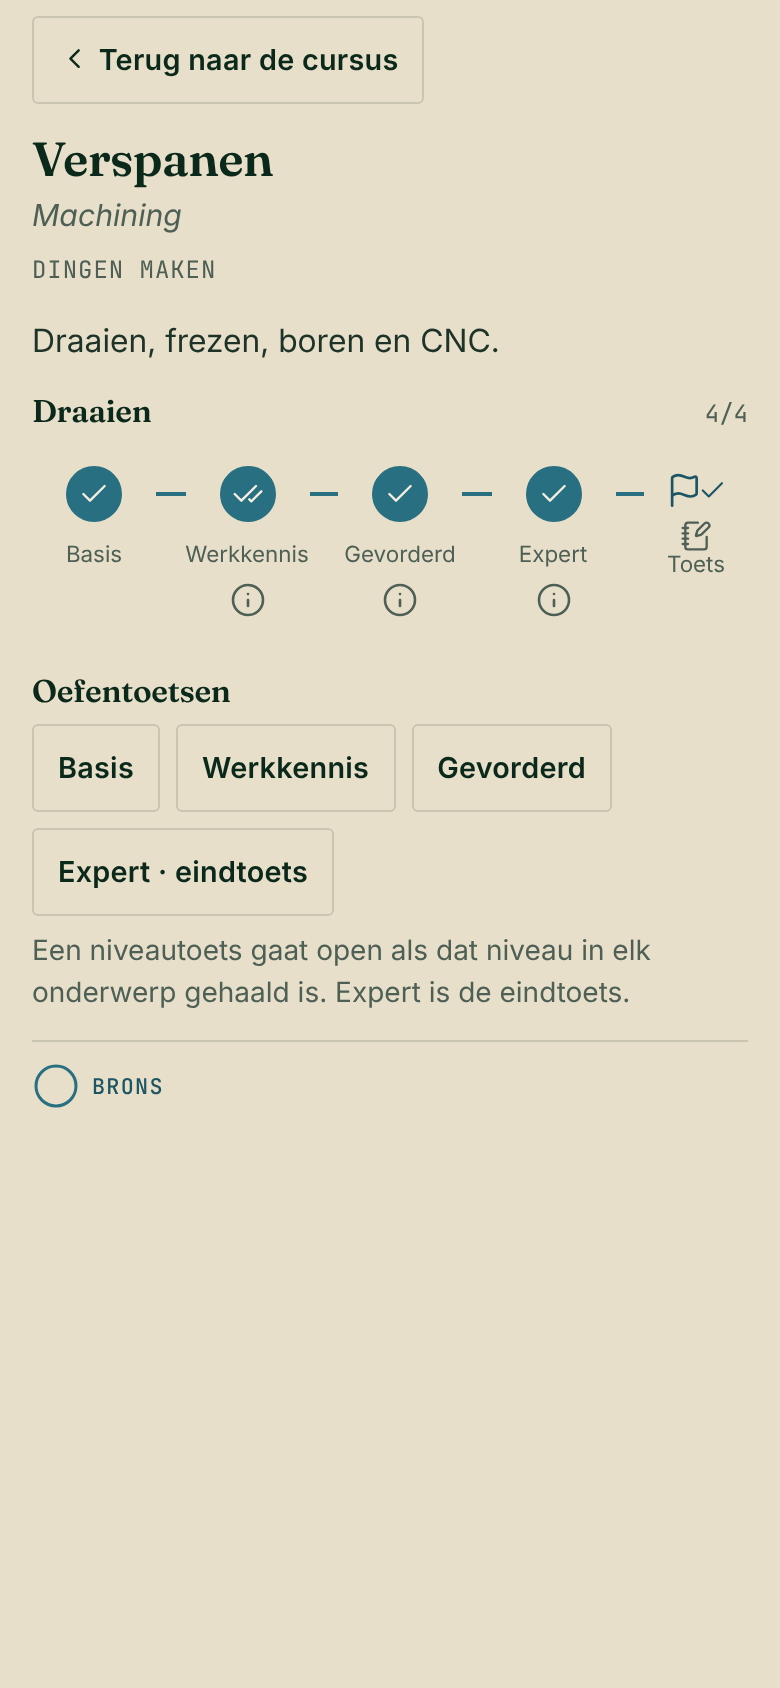 Terug naar de cursus
Verspanen
Machining
DINGEN MAKEN
Draaien, frezen, boren en CNC.
Draaien 4/4
Basis Werkkennis Gevorderd Expert Toets
Oefentoetsen
Basis Werkkennis Gevorderd
Expert · eindtoets
Een niveautoets gaat open als dat niveau in elk
onderwerp gehaald is. Expert is de eindtoets.
BRONS